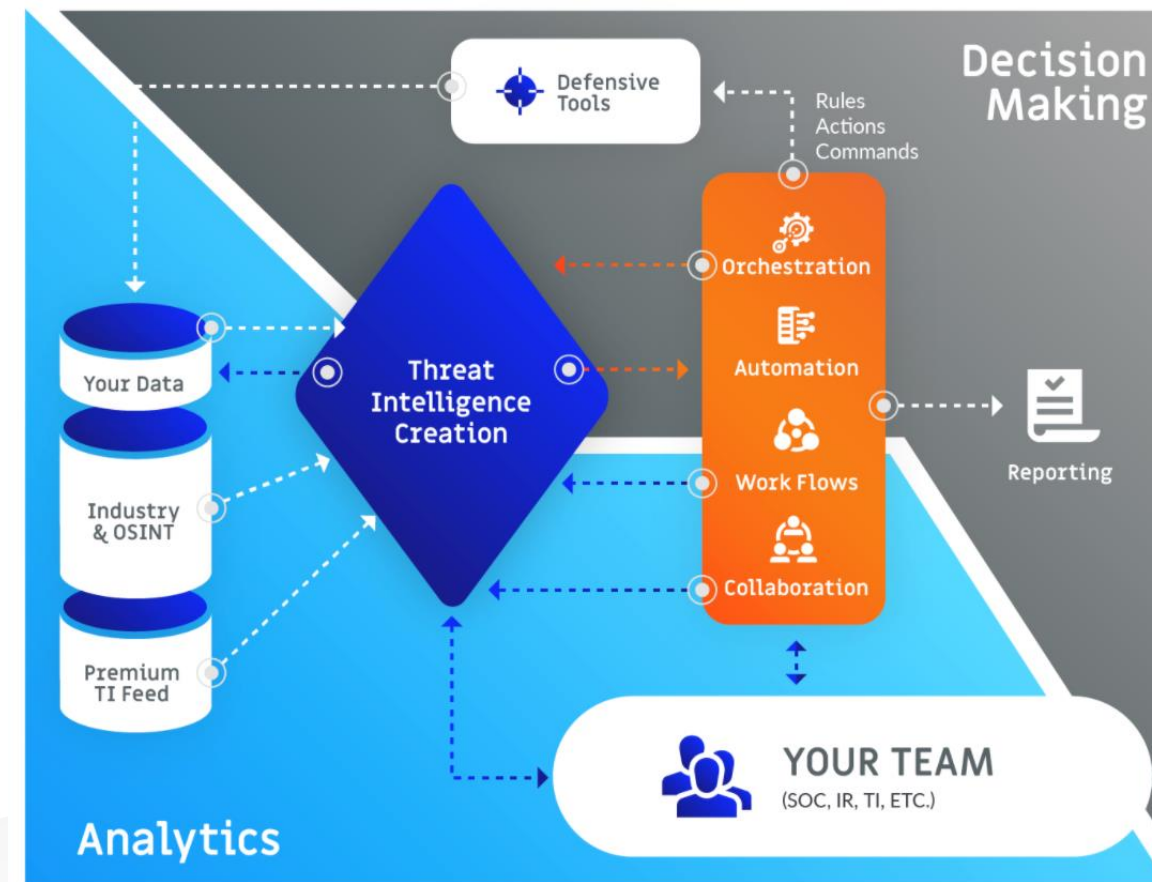 Decision
Making
Defensive
Tools
Rules
Actions
Commands
Orchestration
Automation
Work Flows
Collaboration
Threat
Intelligence
Creation
Your Data
Industry
& OSINT
Premium
TI Feed
Reporting
YOUR TEAM
(SOC, IR, TI, ETC.)
Analytics